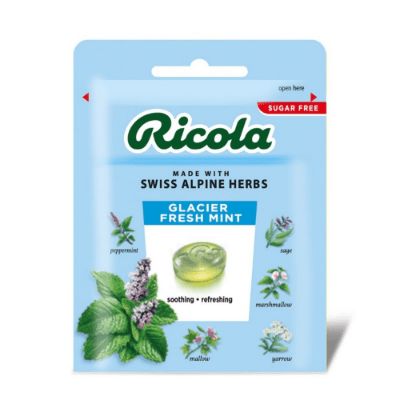 open here
SUGAR FREE
Ricola
MADE WITH
SWISS ALPINE HERBS
GLACIER
FRESH MINT
peppermint
sage
soothing • refreshing
marshmallow
mallow
yarrow